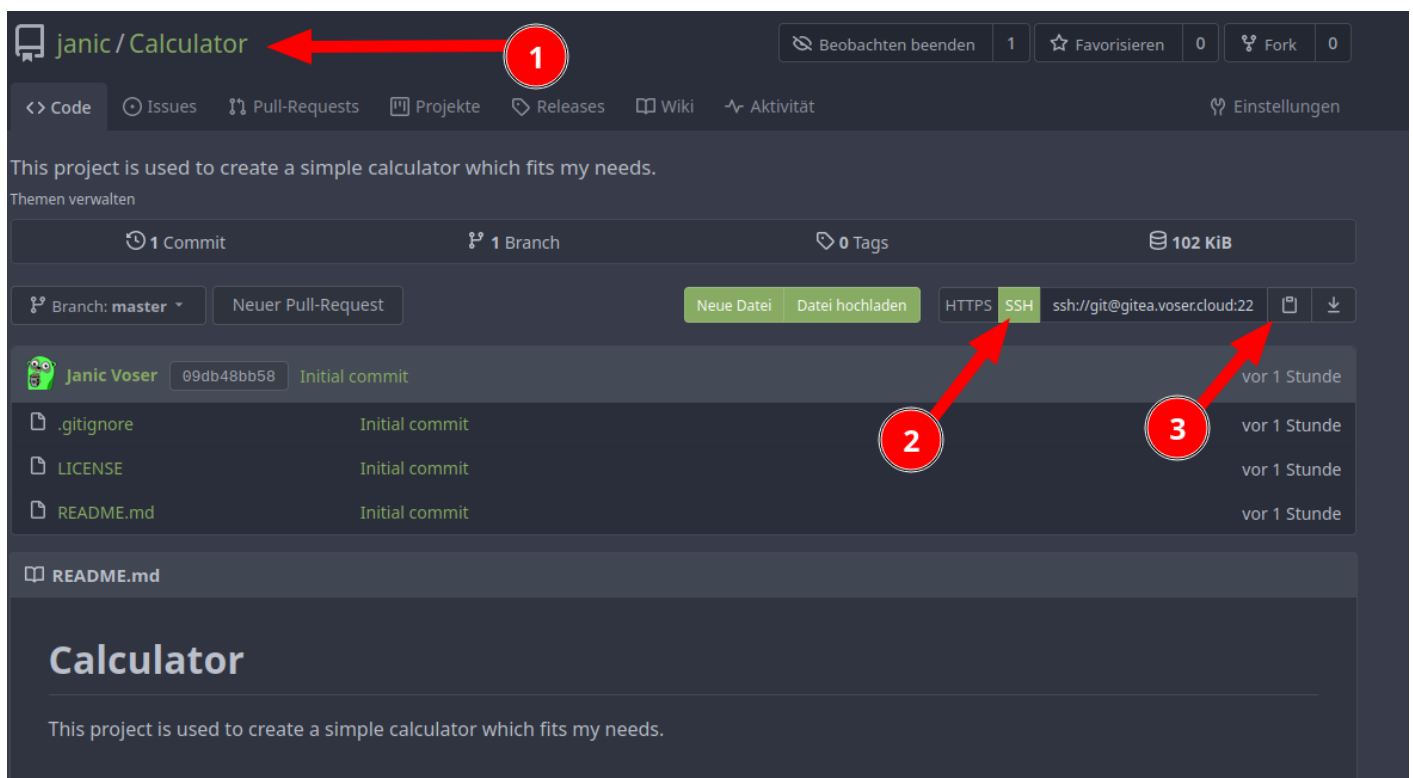 janic / Calculator
1
Beobachten beenden 1 Favorisieren 0 Fork 0
<> Code Issues Pull-Requests Projekte Releases Wiki Aktivität Einstellungen
This project is used to create a simple calculator which fits my needs.
Themen verwalten
1 Commit 1 Branch 0 Tags 102 KiB
Branch: master Neuer Pull-Request Neue Datei Datei hochladen HTTPS SSH ssh://git@gitea.voser.cloud:22
Janic Voser 09db48bb58 Initial commit vor 1 Stunde
.gitignore Initial commit vor 1 Stunde
2
3
LICENSE Initial commit vor 1 Stunde
README.md Initial commit vor 1 Stunde
README.md
Calculator
This project is used to create a simple calculator which fits my needs.